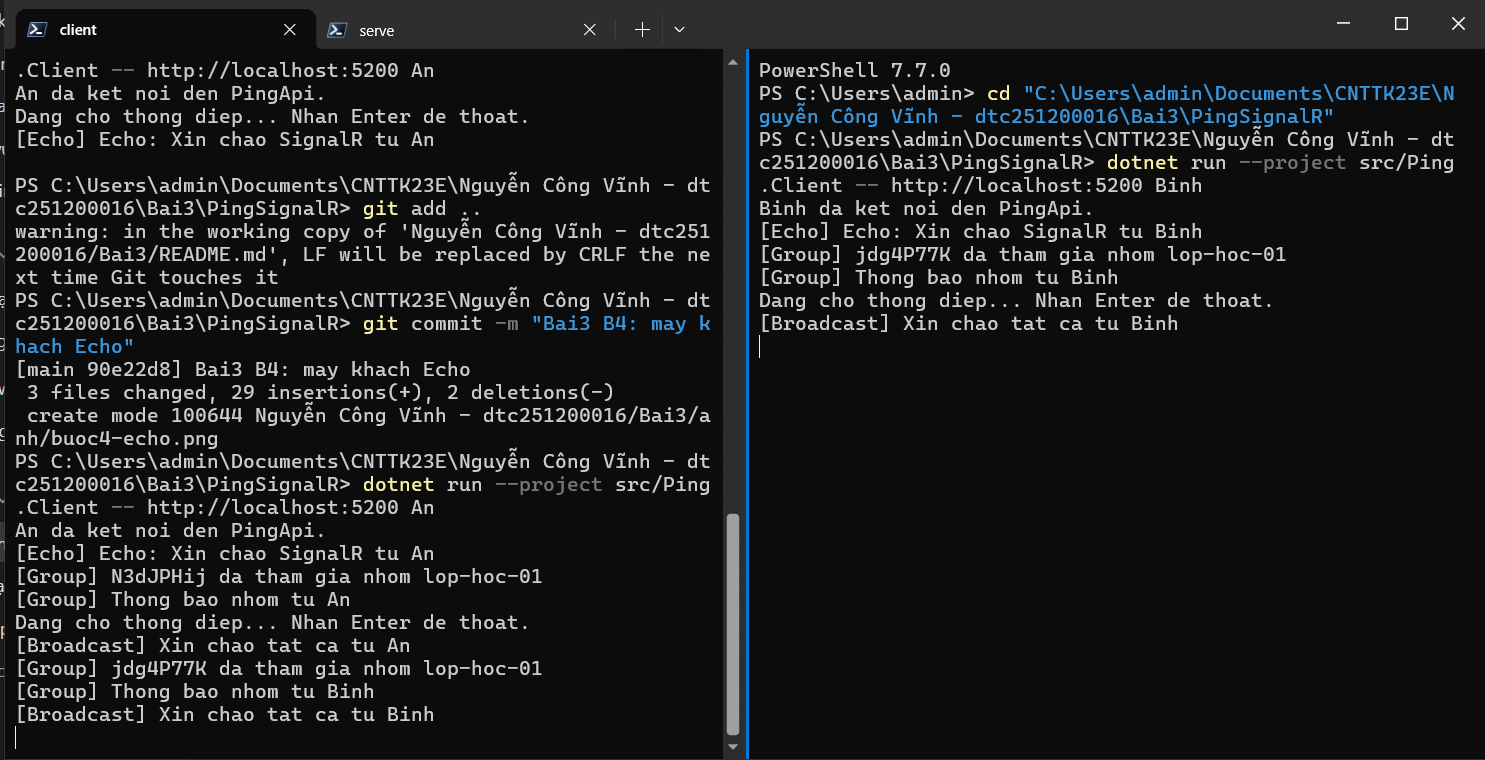 client
serve
.Client -- http://localhost:5200 An
An da ket noi den PingApi.
Dang cho thong diep... Nhan Enter de thoat.
[Echo] Echo: Xin chao SignalR tu An
PS C:\Users\admin\Documents\CNTTK23E\Nguyễn Công Vĩnh - dt
c251200016\Bai3\PingSignalR> git add ..
warning: in the working copy of 'Nguyễn Công Vĩnh - dtc251
200016/Bai3/README.md', LF will be replaced by CRLF the ne
xt time Git touches it
PS C:\Users\admin\Documents\CNTTK23E\Nguyễn Công Vĩnh - dt
c251200016\Bai3\PingSignalR> git commit -m "Bai3 B4: may k
hach Echo"
[main 90e22d8] Bai3 B4: may khach Echo
 3 files changed, 29 insertions(+), 2 deletions(-)
 create mode 100644 Nguyễn Công Vĩnh - dtc251200016/Bai3/a
nh/buoc4-echo.png
PS C:\Users\admin\Documents\CNTTK23E\Nguyễn Công Vĩnh - dt
c251200016\Bai3\PingSignalR> dotnet run --project src/Ping
.Client -- http://localhost:5200 An
An da ket noi den PingApi.
[Echo] Echo: Xin chao SignalR tu An
[Group] N3dJPHij da tham gia nhom lop-hoc-01
[Group] Thong bao nhom tu An
Dang cho thong diep... Nhan Enter de thoat.
[Broadcast] Xin chao tat ca tu An
[Group] jdg4P77K da tham gia nhom lop-hoc-01
[Group] Thong bao nhom tu Binh
[Broadcast] Xin chao tat ca tu Binh
PowerShell 7.7.0
PS C:\Users\admin> cd "C:\Users\admin\Documents\CNTTK23E\N
guyễn Công Vĩnh - dtc251200016\Bai3\PingSignalR"
PS C:\Users\admin\Documents\CNTTK23E\Nguyễn Công Vĩnh - dt
c251200016\Bai3\PingSignalR> dotnet run --project src/Ping
.Client -- http://localhost:5200 Binh
Binh da ket noi den PingApi.
[Echo] Echo: Xin chao SignalR tu Binh
[Group] jdg4P77K da tham gia nhom lop-hoc-01
[Group] Thong bao nhom tu Binh
Dang cho thong diep... Nhan Enter de thoat.
[Broadcast] Xin chao tat ca tu Binh